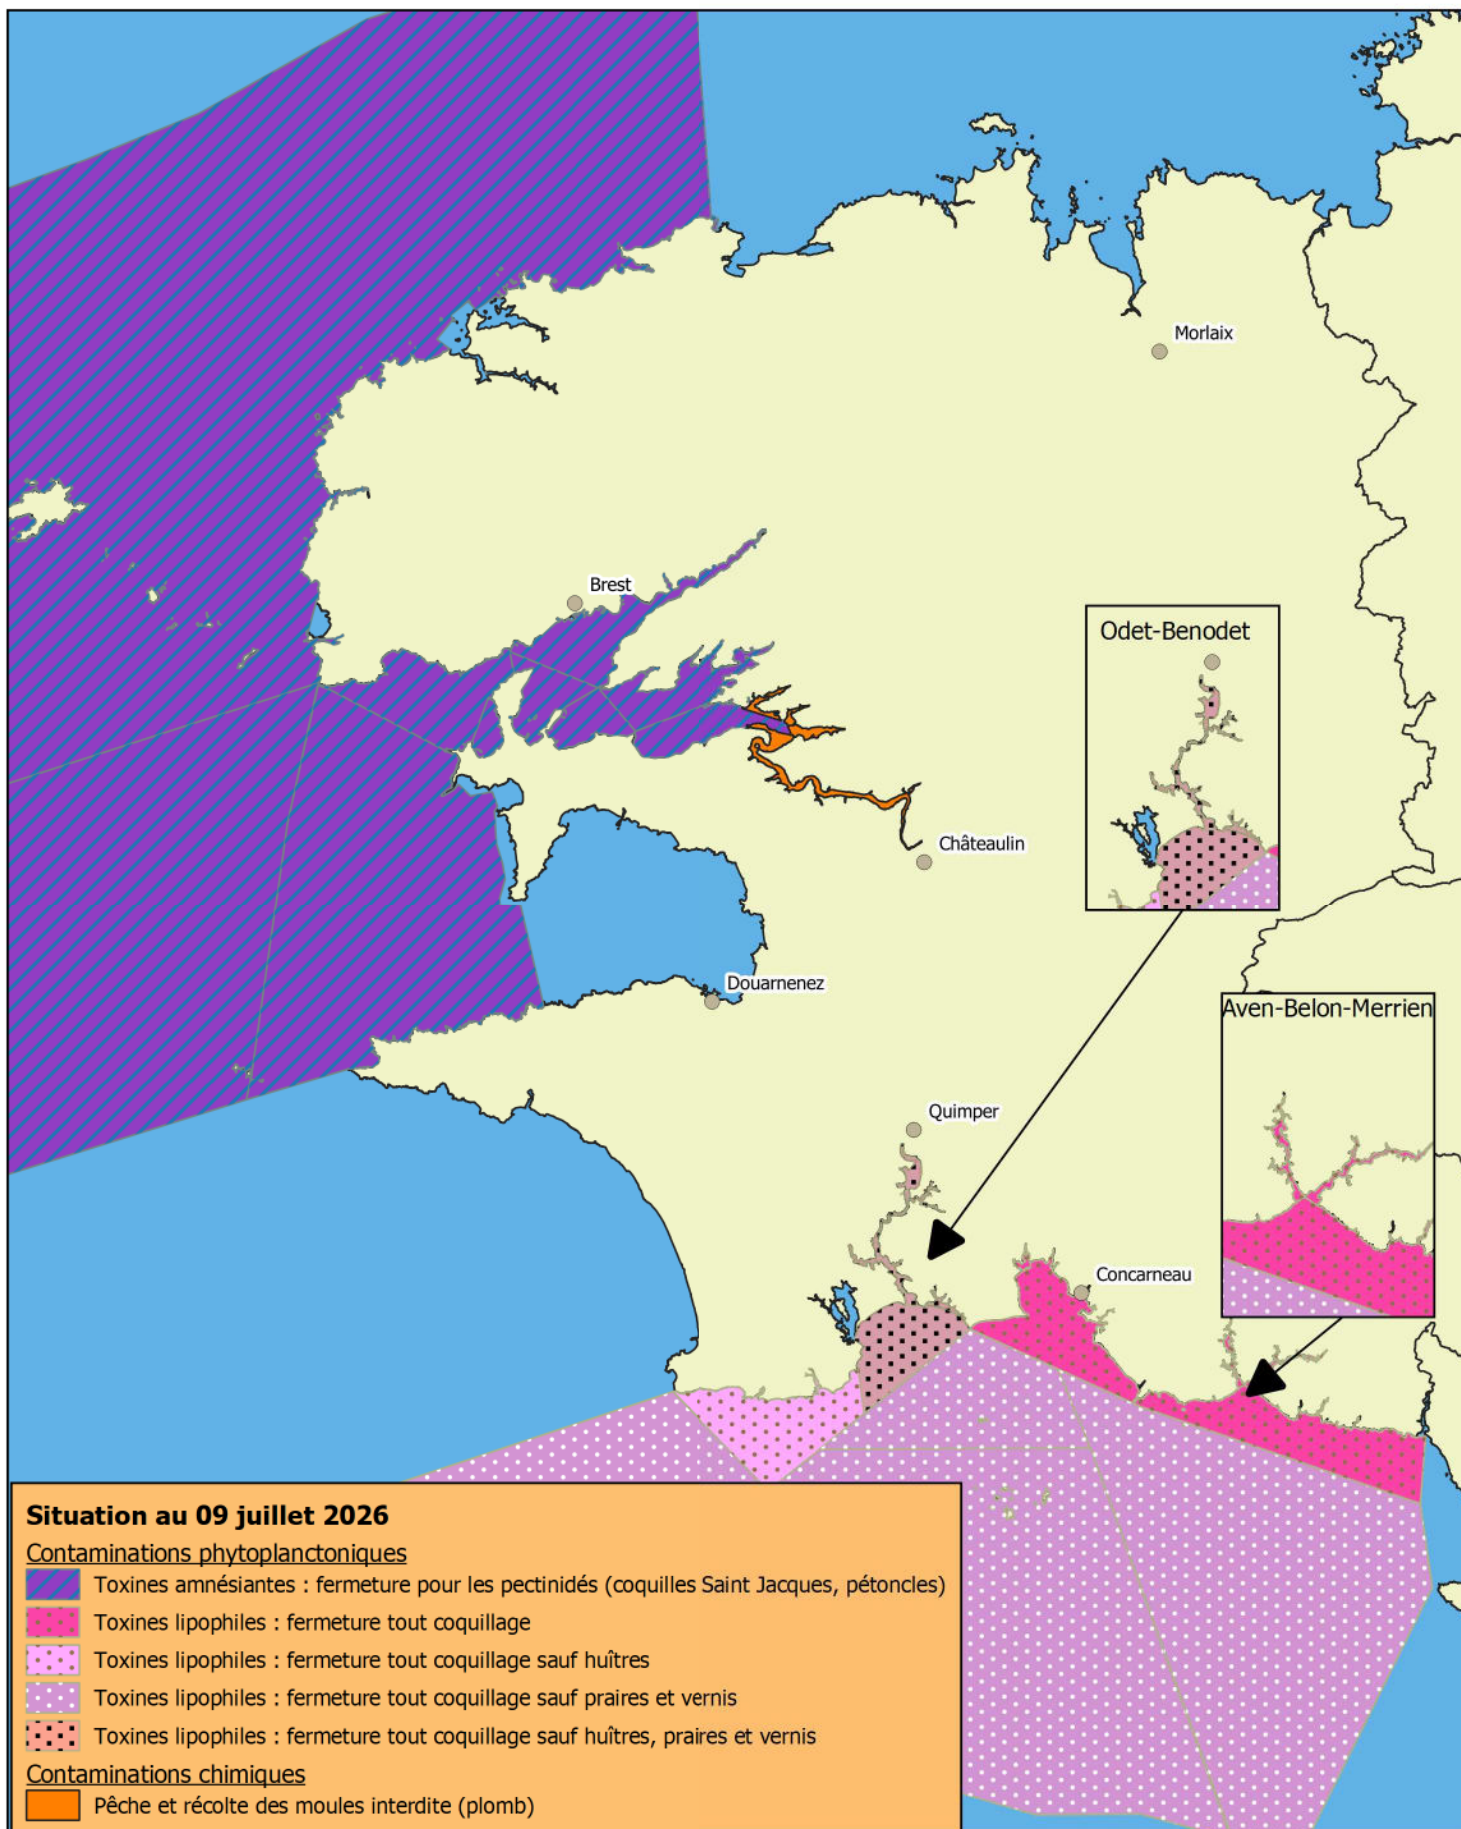 Morlaix
Brest
Odet-Benodet
Châteaulin
Douarnenez
Aven-Belon-Merrien
Quimper
Concarneau
Situation au 09 juillet 2026
Contaminations phytoplanctoniques
Toxines amnésiantes : fermeture pour les pectinidés (coquilles Saint Jacques, pétoncles)
Toxines lipophiles : fermeture tout coquillage
Toxines lipophiles : fermeture tout coquillage sauf huîtres
Toxines lipophiles : fermeture tout coquillage sauf praires et vernis
Toxines lipophiles : fermeture tout coquillage sauf huîtres, praires et vernis
Contaminations chimiques
Pêche et récolte des moules interdite (plomb)